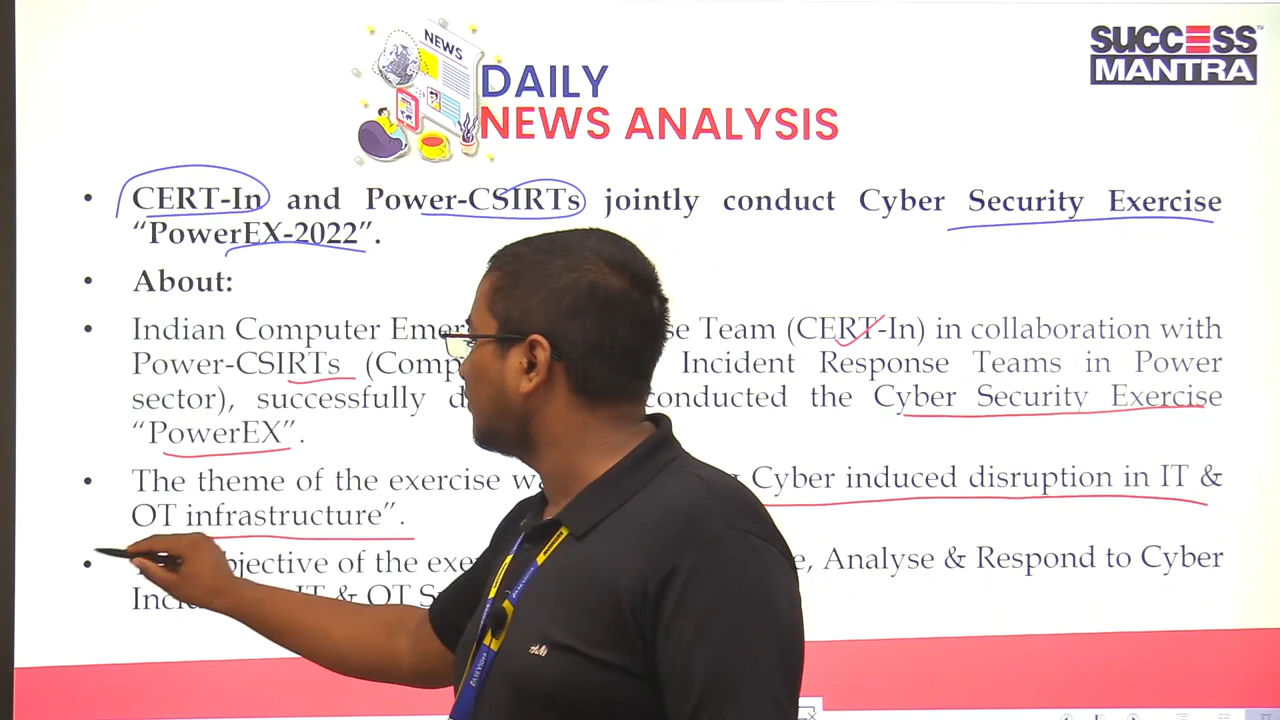 NEWS
DAILY
NEWS ANALYSIS
SUCCESS
MANTRA
• CERT-In and Power-CSIRTs jointly conduct Cyber Security Exercise
“PowerEX-2022”.
• About:
• Indian Computer Emer se Team (CERT-In) in collaboration with
Power-CSIRTs (Comp Incident Response Teams in Power
sector), successfully d conducted the Cyber Security Exercise
“PowerEX”.
• The theme of the exercise wa Cyber induced disruption in IT &
OT infrastructure”.
• bjective of the exe e, Analyse & Respond to Cyber
Inci IT & OT S